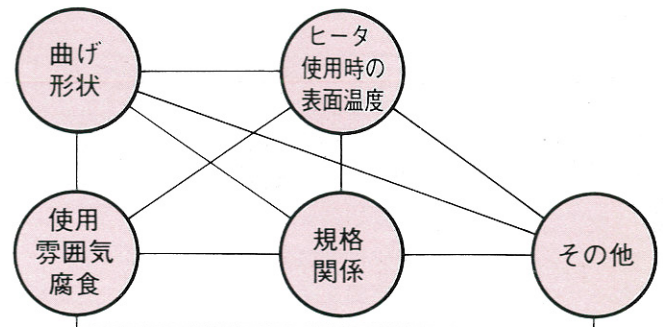 曲げ
形状
ヒータ
使用時の
表面温度
使用
雰囲気
腐食
規格
関係
その他